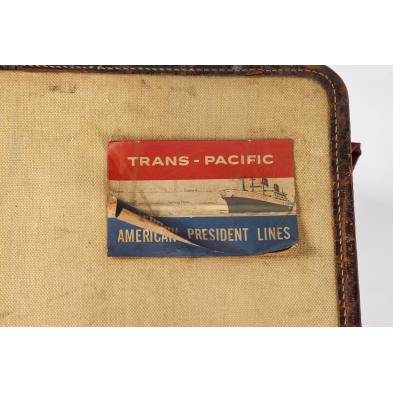 TRANS - PACIFIC
AMERICAN PRESIDENT LINES